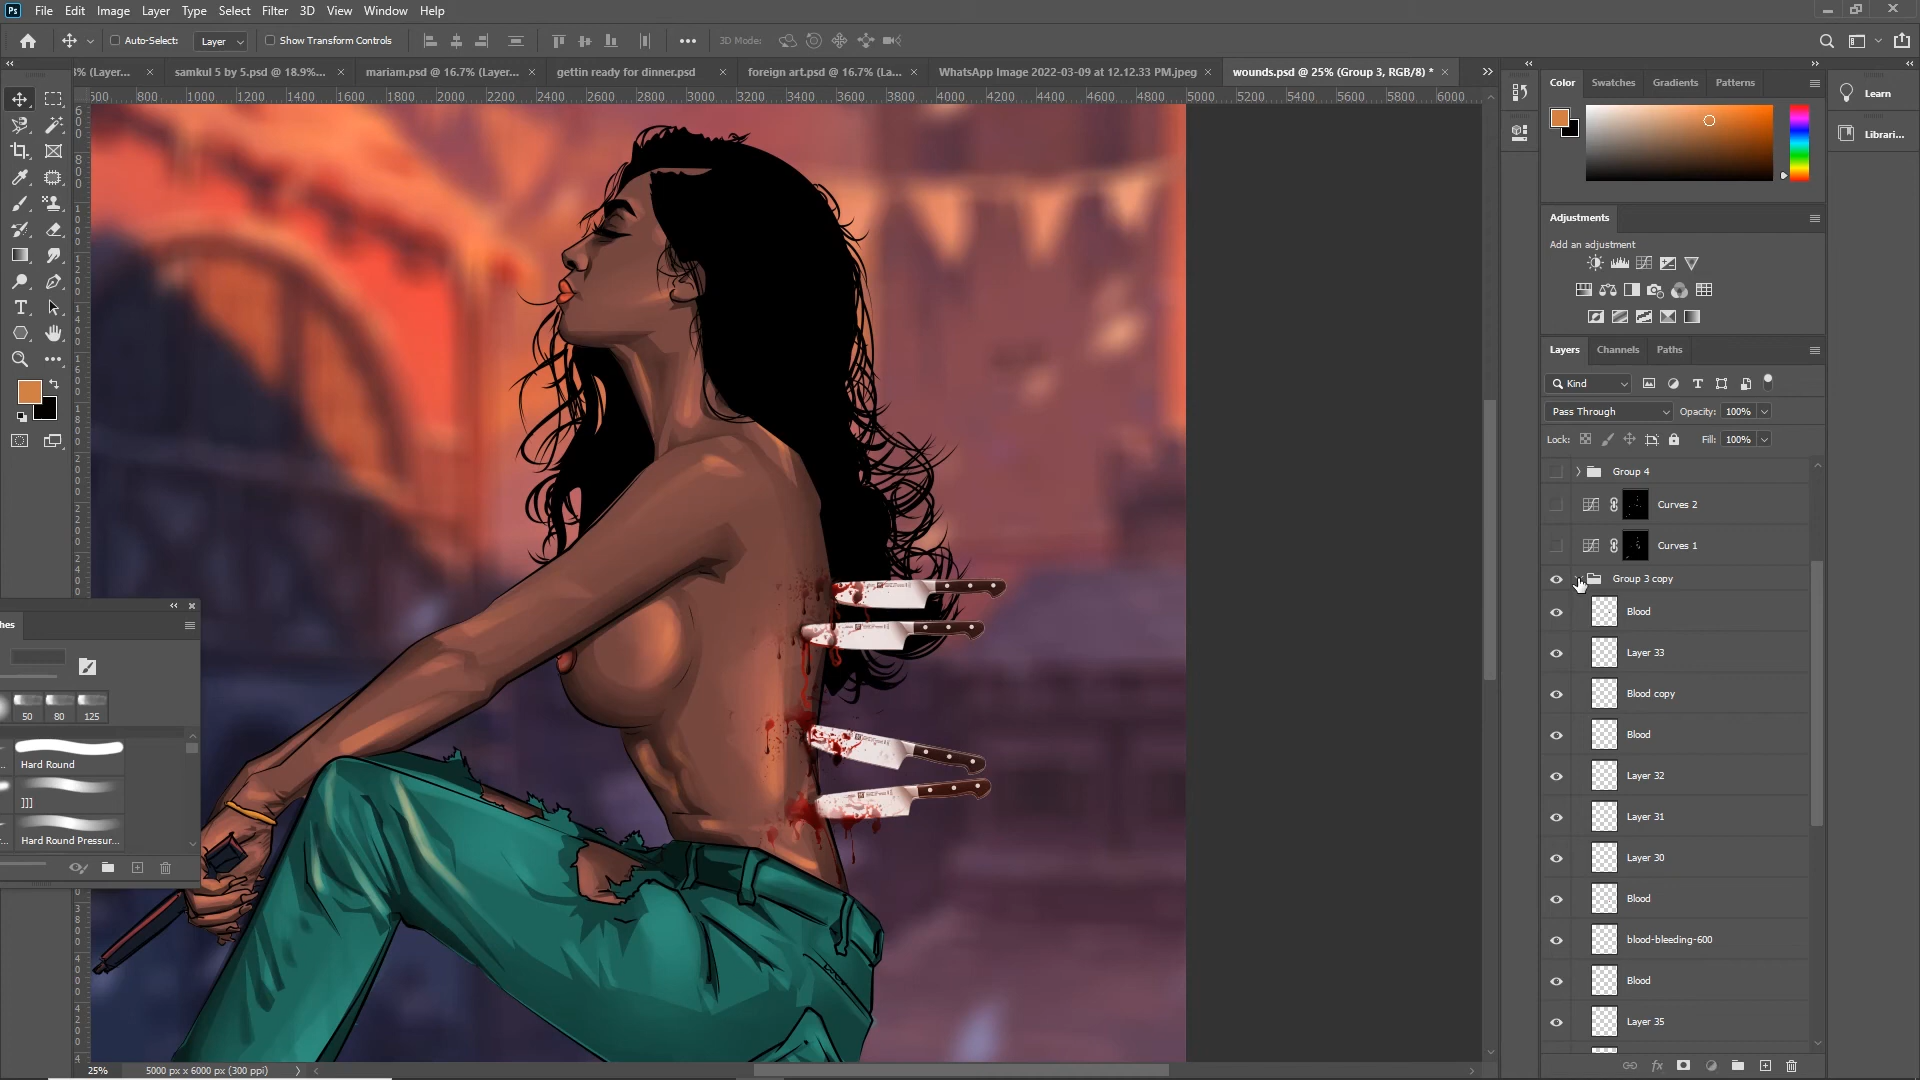 Ps File Edit Image Layer Type Select Filter 3D View Window Help
Auto-Select: Layer Show Transform Controls 3D Mode:
% (Layer... samkul 5 by 5.psd @ 18.9%... mariam.psd @ 16.7% (Layer... gettin ready for dinner.psd foreign art.psd @ 16.7% (La... WhatsApp Image 2022-03-09 at 12.12.33 PM.jpeg wounds.psd @ 25% (Group 3, RGB/8) *
800 1000 1200 1400 1600 1800 2000 2200 2400 2600 2800 3000 3200 3400 3600 3800 4000 4200 4400 4600 4800 5000 5200 5400 5600 5800 6000
Color Swatches Gradients Patterns
Learn
Librari...
Adjustments
Add an adjustment
Layers Channels Paths
Kind
Pass Through Opacity: 100%
Lock: Fill: 100%
Group 4
Curves 2
Curves 1
Group 3 copy
Blood
Layer 33
Blood copy
Blood
Layer 32
Layer 31
Layer 30
Blood
blood-bleeding-600
Blood
Layer 35
hes
50 80 125
Hard Round
]]]
Hard Round Pressur...
25% 5000 px x 6000 px (300 ppi)